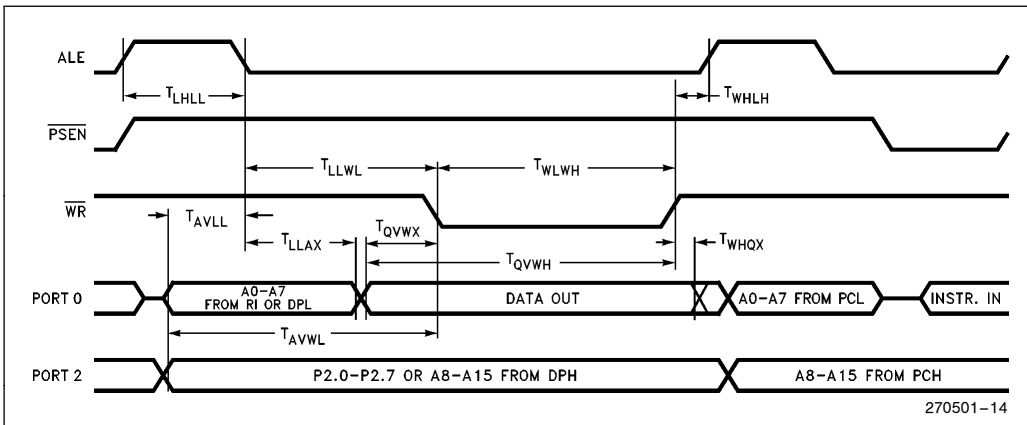 ALE
T_LHLL
T_WHLH
PSEN
T_LLWL
T_WLWH
WR
T_AVLL
T_LLAX
T_QVWX
T_QVWH
T_WHQX
PORT 0
A0-A7
FROM RI OR DPL
DATA OUT
A0-A7 FROM PCL
INSTR. IN
T_AVWL
PORT 2
P2.0-P2.7 OR A8-A15 FROM DPH
A8-A15 FROM PCH
270501-14